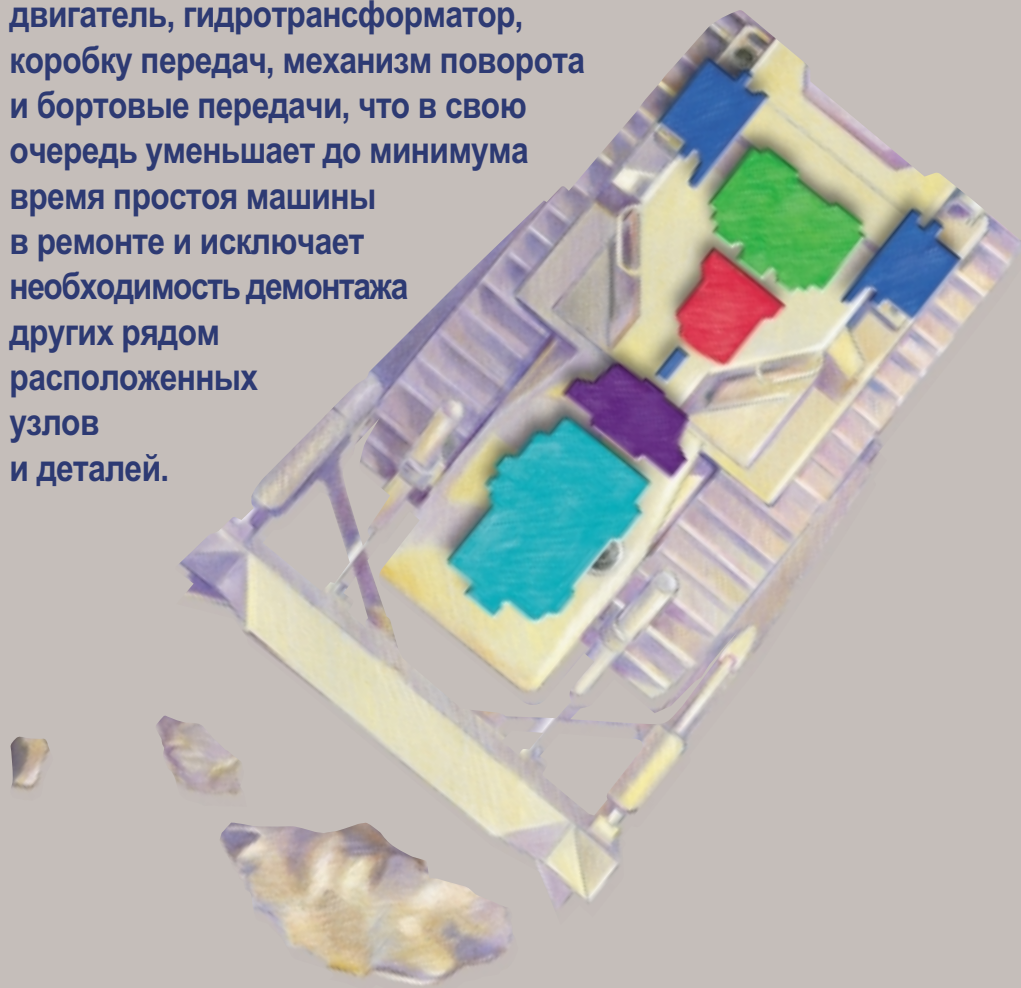 двигатель, гидротрансформатор,
коробку передач, механизм поворота
и бортовые передачи, что в свою
очередь уменьшает до минимума
время простоя машины
в ремонте и исключает
необходимость демонтажа
других рядом
расположенных
узлов
и деталей.